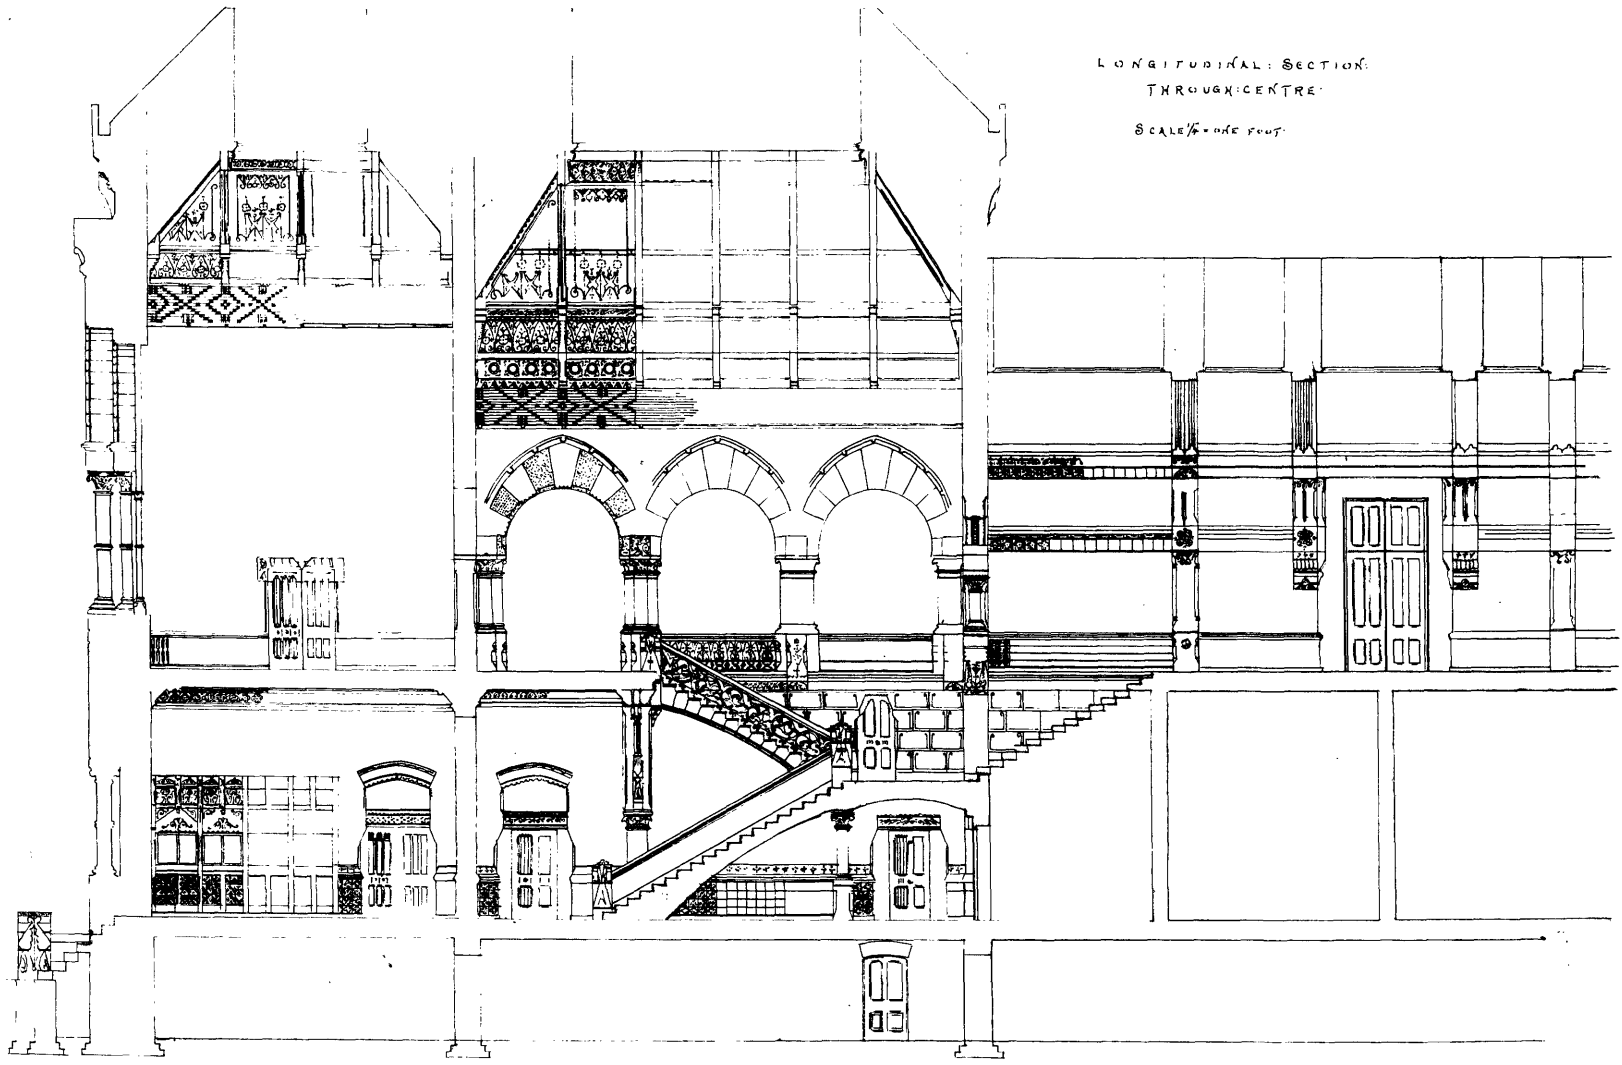 LONGITUDINAL: SECTION:
THROUGH:CENTRE·
SCALE 1/4 = ONE FOOT·